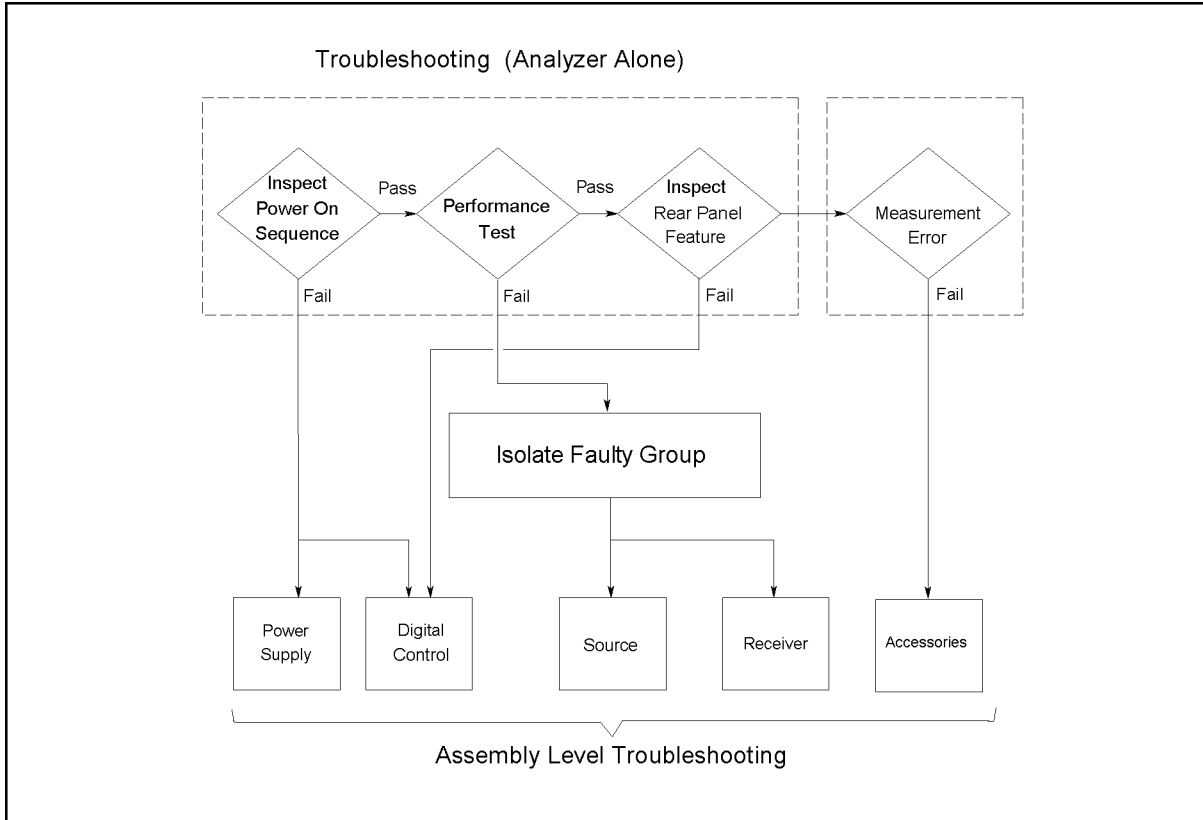 Troubleshooting (Analyzer Alone)
Inspect
Power On
Sequence
Pass
Performance
Test
Pass
Inspect
Rear Panel
Feature
Measurement
Error
Fail
Fail
Fail
Fail
Isolate Faulty Group
Power
Supply
Digital
Control
Source
Receiver
Accessories
Assembly Level Troubleshooting